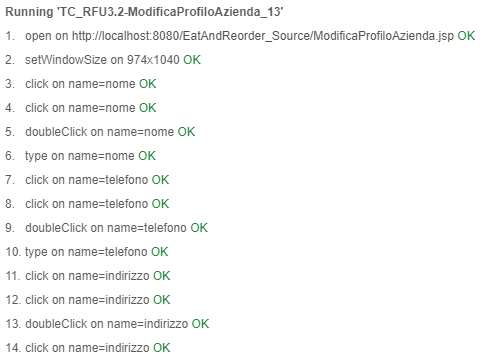 Running 'TC_RFU3.2-ModificaProfiloAzienda_13'
1. open on http://localhost:8080/EatAndReorder_Source/ModificaProfiloAzienda.jsp OK
2. setWindowSize on 974x1040 OK
3. click on name=nome OK
4. click on name=nome OK
5. doubleClick on name=nome OK
6. type on name=nome OK
7. click on name=telefono OK
8. click on name=telefono OK
9. doubleClick on name=telefono OK
10. type on name=telefono OK
11. click on name=indirizzo OK
12. click on name=indirizzo OK
13. doubleClick on name=indirizzo OK
14. click on name=indirizzo OK